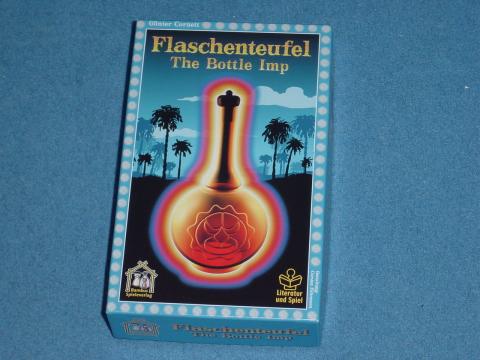 Günter Cornett
Flaschenteufel
The Bottle Imp
Bambus
Spieleverlag
Literatur
und Spiel
Flaschenteufel
The Bottle Imp